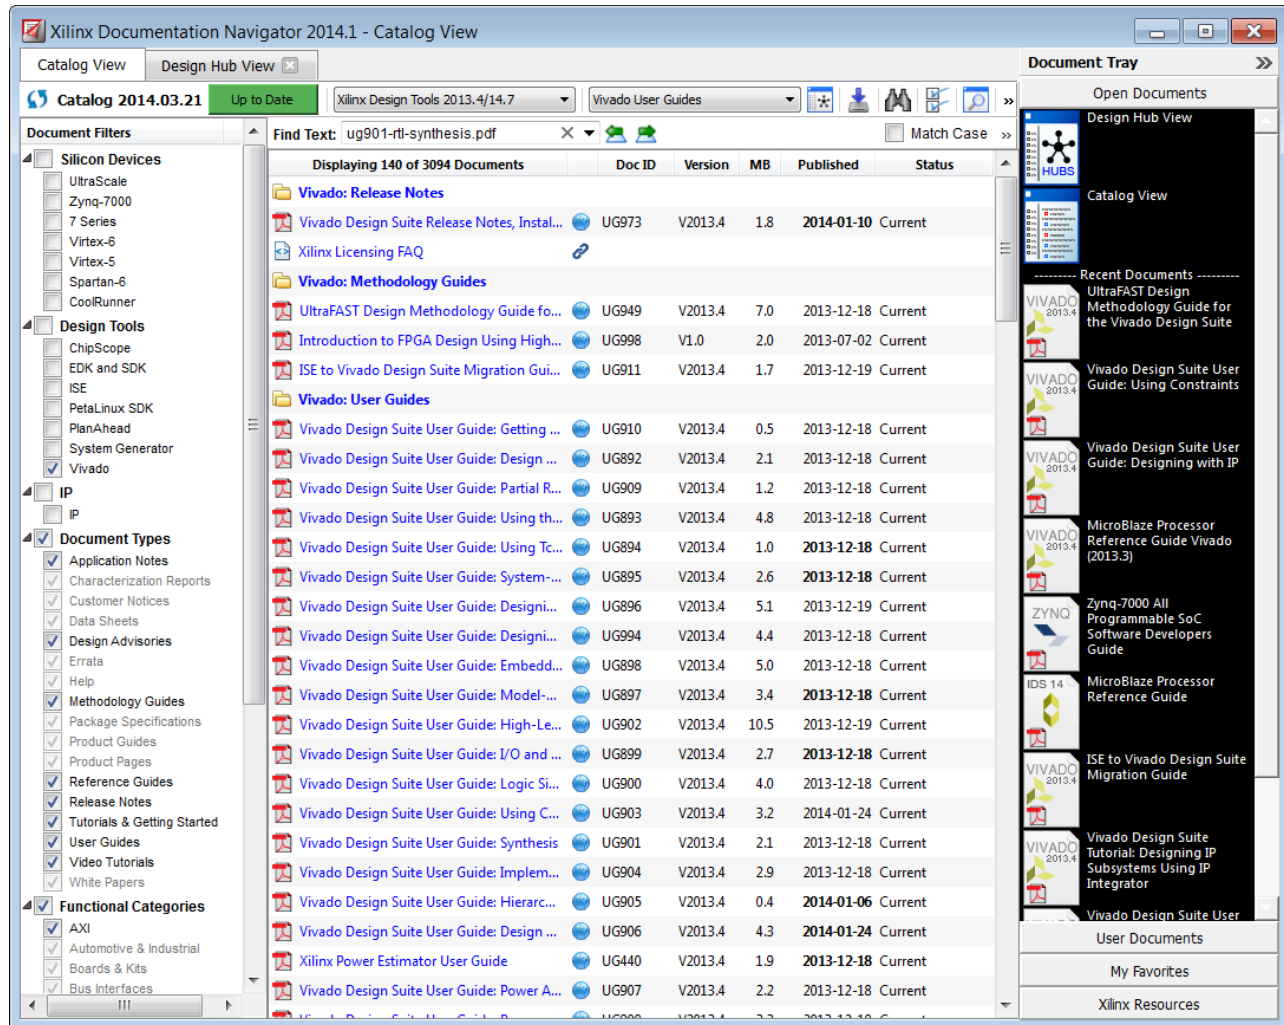 Xilinx Documentation Navigator 2014.1 - Catalog View
Catalog View
Design Hub View
Catalog 2014.03.21
Up to Date
Xilinx Design Tools 2013.4/14.7
Vivado User Guides
Document Filters
Silicon Devices
UltraScale
Zynq-7000
7 Series
Virtex-6
Virtex-5
Spartan-6
CoolRunner
Design Tools
ChipScope
EDK and SDK
ISE
PetaLinux SDK
PlanAhead
System Generator
Vivado
IP
IP
Document Types
Application Notes
Characterization Reports
Customer Notices
Data Sheets
Design Advisories
Errata
Help
Methodology Guides
Package Specifications
Product Guides
Product Pages
Reference Guides
Release Notes
Tutorials & Getting Started
User Guides
Video Tutorials
White Papers
Functional Categories
AXI
Automotive & Industrial
Boards & Kits
Bus Interfaces
Find Text: ug901-rtl-synthesis.pdf
Match Case
Displaying 140 of 3094 Documents Doc ID Version MB Published Status
Vivado: Release Notes
Vivado Design Suite Release Notes, Instal... UG973 V2013.4 1.8 2014-01-10 Current
Xilinx Licensing FAQ
Vivado: Methodology Guides
UltraFAST Design Methodology Guide fo... UG949 V2013.4 7.0 2013-12-18 Current
Introduction to FPGA Design Using High... UG998 V1.0 2.0 2013-07-02 Current
ISE to Vivado Design Suite Migration Gui... UG911 V2013.4 1.7 2013-12-19 Current
Vivado: User Guides
Vivado Design Suite User Guide: Getting ... UG910 V2013.4 0.5 2013-12-18 Current
Vivado Design Suite User Guide: Design ... UG892 V2013.4 2.1 2013-12-18 Current
Vivado Design Suite User Guide: Partial R... UG909 V2013.4 1.2 2013-12-18 Current
Vivado Design Suite User Guide: Using th... UG893 V2013.4 4.8 2013-12-18 Current
Vivado Design Suite User Guide: Using Tc... UG894 V2013.4 1.0 2013-12-18 Current
Vivado Design Suite User Guide: System-... UG895 V2013.4 2.6 2013-12-18 Current
Vivado Design Suite User Guide: Designi... UG896 V2013.4 5.1 2013-12-19 Current
Vivado Design Suite User Guide: Designi... UG994 V2013.4 4.4 2013-12-18 Current
Vivado Design Suite User Guide: Embedd... UG898 V2013.4 5.0 2013-12-18 Current
Vivado Design Suite User Guide: Model-... UG897 V2013.4 3.4 2013-12-18 Current
Vivado Design Suite User Guide: High-Le... UG902 V2013.4 10.5 2013-12-19 Current
Vivado Design Suite User Guide: I/O and ... UG899 V2013.4 2.7 2013-12-18 Current
Vivado Design Suite User Guide: Logic Si... UG900 V2013.4 4.0 2013-12-18 Current
Vivado Design Suite User Guide: Using C... UG903 V2013.4 3.2 2014-01-24 Current
Vivado Design Suite User Guide: Synthesis UG901 V2013.4 2.1 2013-12-18 Current
Vivado Design Suite User Guide: Implem... UG904 V2013.4 2.9 2013-12-18 Current
Vivado Design Suite User Guide: Hierarc... UG905 V2013.4 0.4 2014-01-06 Current
Vivado Design Suite User Guide: Design ... UG906 V2013.4 4.3 2014-01-24 Current
Xilinx Power Estimator User Guide UG440 V2013.4 1.9 2013-12-18 Current
Vivado Design Suite User Guide: Power A... UG907 V2013.4 2.2 2013-12-18 Current
Document Tray
Open Documents
Design Hub View
HUBS
Catalog View
--------- Recent Documents ---------
VIVADO 2013.4
UltraFAST Design
Methodology Guide for
the Vivado Design Suite
VIVADO 2013.4
Vivado Design Suite User
Guide: Using Constraints
VIVADO 2013.4
Vivado Design Suite User
Guide: Designing with IP
VIVADO 2013.4
MicroBlaze Processor
Reference Guide Vivado
(2013.3)
ZYNQ
Zynq-7000 All
Programmable SoC
Software Developers
Guide
IDS 14
MicroBlaze Processor
Reference Guide
VIVADO 2013.4
ISE to Vivado Design Suite
Migration Guide
VIVADO 2013.4
Vivado Design Suite
Tutorial: Designing IP
Subsystems Using IP
Integrator
Vivado Design Suite User
User Documents
My Favorites
Xilinx Resources